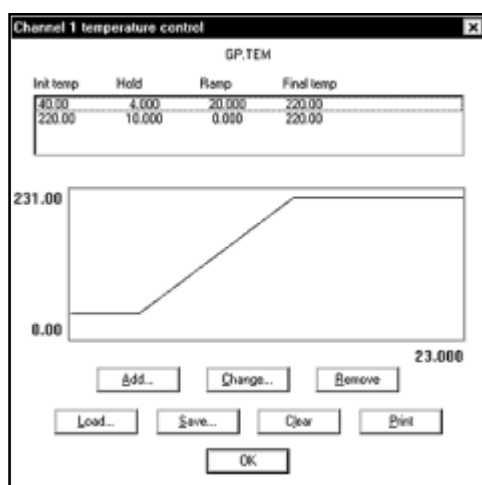 Channel 1 temperature control
GP.TEM
Init temp Hold Ramp Final temp
40.00 4.000 20.000 220.00
220.00 10.000 0.000 220.00
231.00
0.00
23.000
Add... Change... Remove
Load... Save... Clear Print
OK